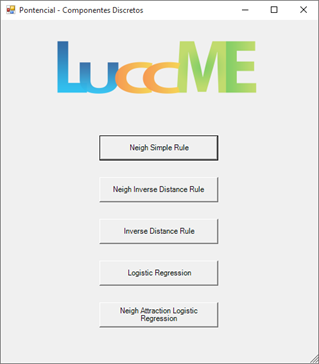 Pontencial - Componentes Discretos
LuccME
Neigh Simple Rule
Neigh Inverse Distance Rule
Inverse Distance Rule
Logistic Regression
Neigh Attraction Logistic
Regression